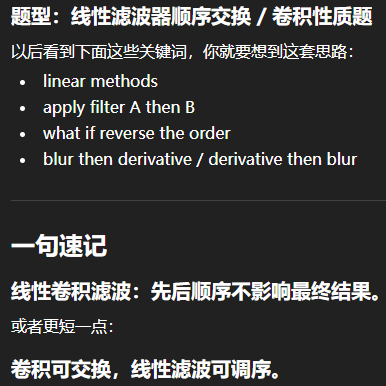 题型：线性滤波器顺序交换 / 卷积性质题
以后看到下面这些关键词，你就要想到这套思路：
• linear methods
• apply filter A then B
• what if reverse the order
• blur then derivative / derivative then blur
一句速记
线性卷积滤波：先后顺序不影响最终结果。
或者更短一点：
卷积可交换，线性滤波可调序。